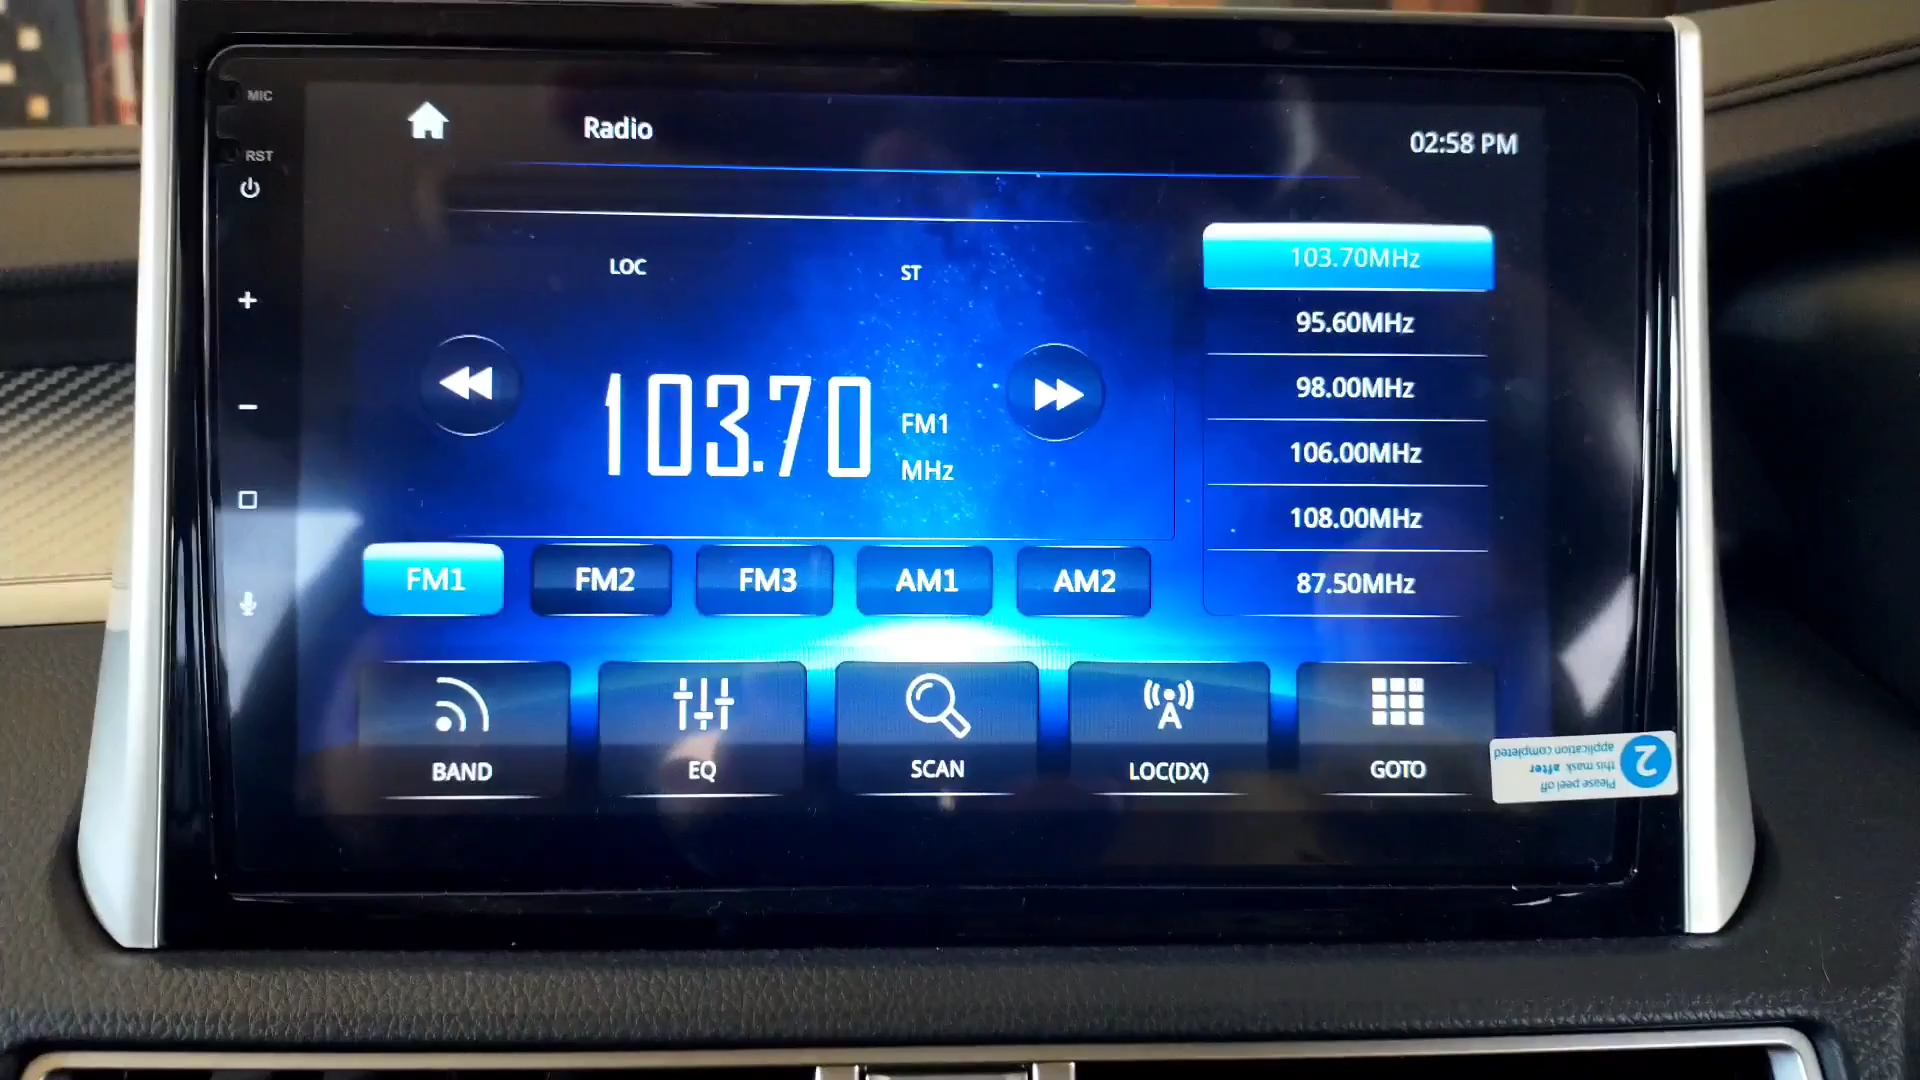 MIC
RST
Radio
02:58 PM
LOC
ST
103.70
FM1
MHz
103.70MHz
95.60MHz
98.00MHz
106.00MHz
108.00MHz
87.50MHz
FM1
FM2
FM3
AM1
AM2
BAND
EQ
SCAN
LOC(DX)
GOTO
2
Please peel off
this mask after
application completed